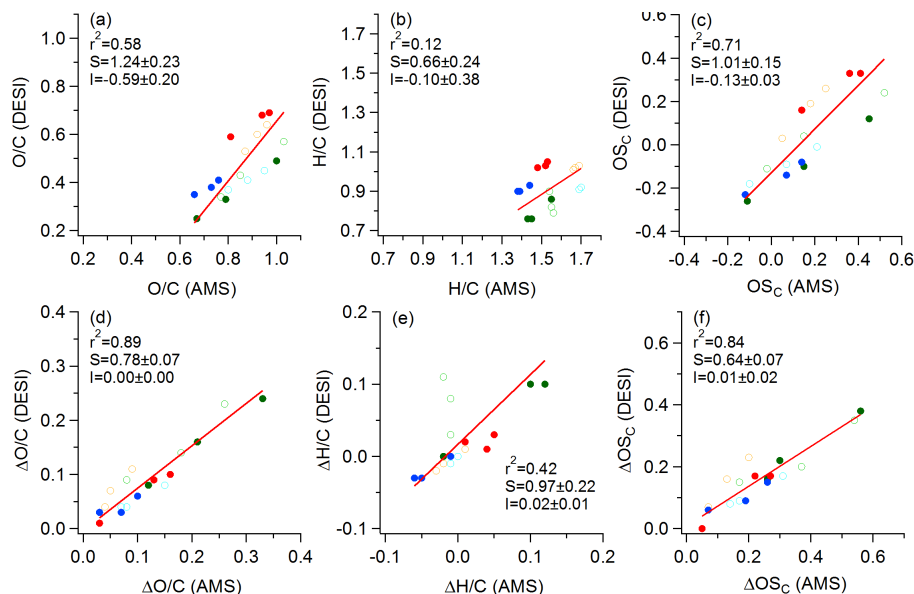 (a)
r²=0.58
S=1.24±0.23
I=-0.59±0.20
1.0
0.8
0.6
0.4
0.2
O/C (DESI)
0.2 0.4 0.6 0.8 1.0
O/C (AMS)
(b)
r²=0.12
S=0.66±0.24
I=-0.10±0.38
1.7
1.5
1.3
1.1
0.9
0.7
H/C (DESI)
0.7 0.9 1.1 1.3 1.5 1.7
H/C (AMS)
(c)
r²=0.71
S=1.01±0.15
I=-0.13±0.03
0.6
0.4
0.2
-0.0
-0.2
-0.4
OSC (DESI)
-0.4 -0.2 0.0 0.2 0.4 0.6
OSC (AMS)
(d)
r²=0.89
S=0.78±0.07
I=0.00±0.00
0.4
0.3
0.2
0.1
0.0
ΔO/C (DESI)
0.0 0.1 0.2 0.3 0.4
ΔO/C (AMS)
(e)
0.2
0.1
0.0
-0.1
ΔH/C (DESI)
r²=0.42
S=0.97±0.22
I=0.02±0.01
-0.1 0.0 0.1 0.2
ΔH/C (AMS)
(f)
r²=0.84
S=0.64±0.07
I=0.01±0.02
0.6
0.4
0.2
0.0
ΔOSC (DESI)
0.0 0.2 0.4 0.6
ΔOSC (AMS)